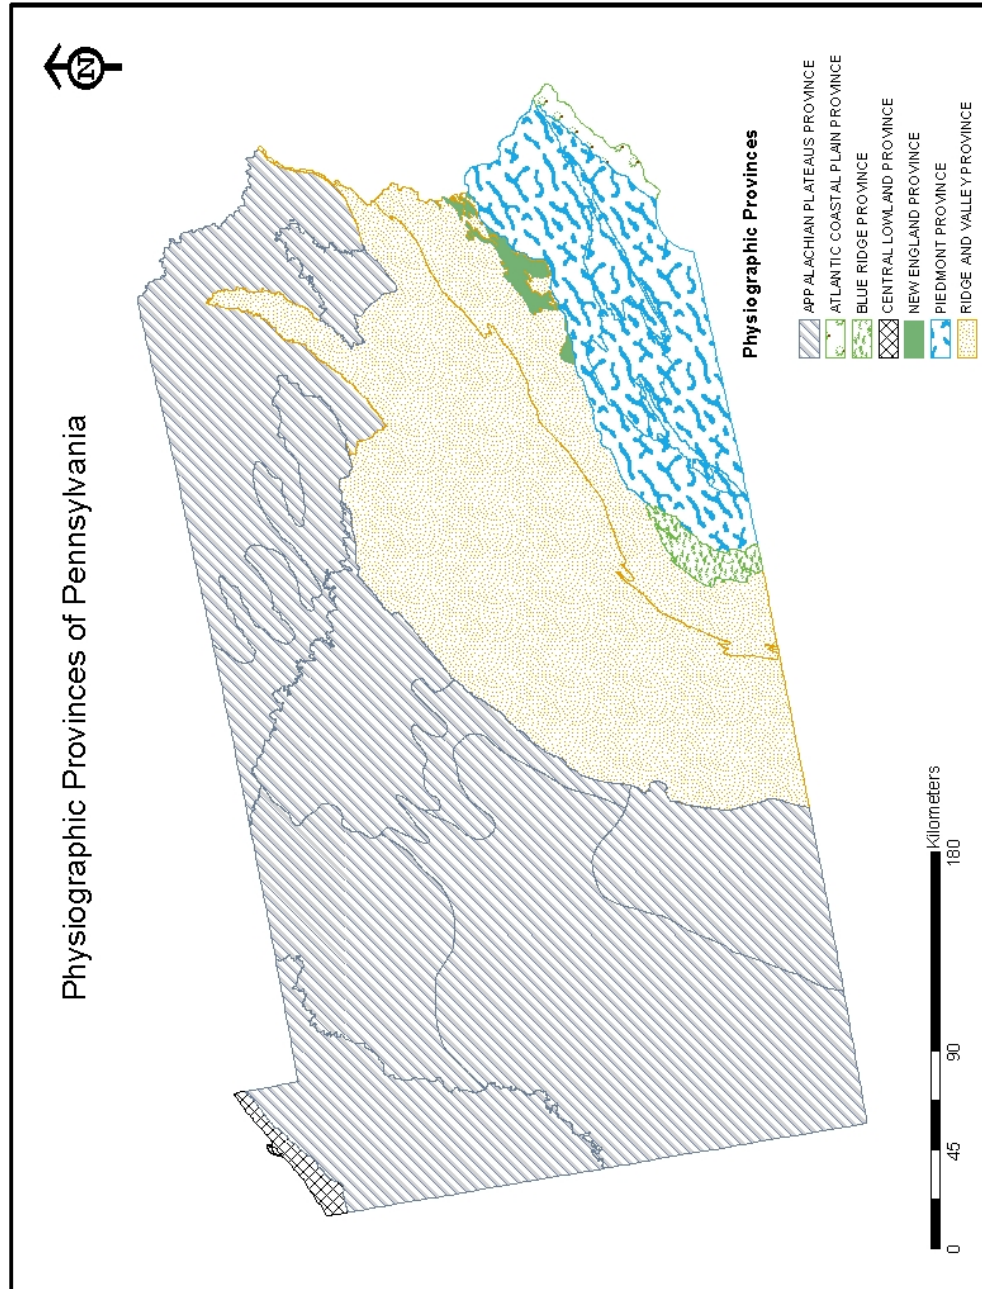 Physiographic Provinces of Pennsylvania
N
Physiographic Provinces
APPALACHIAN PLATEAUS PROVINCE
ATLANTIC COASTAL PLAIN PROVINCE
BLUE RIDGE PROVINCE
CENTRAL LOWLAND PROVINCE
NEW ENGLAND PROVINCE
PIEDMONT PROVINCE
RIDGE AND VALLEY PROVINCE
Kilometers
0 45 90 180